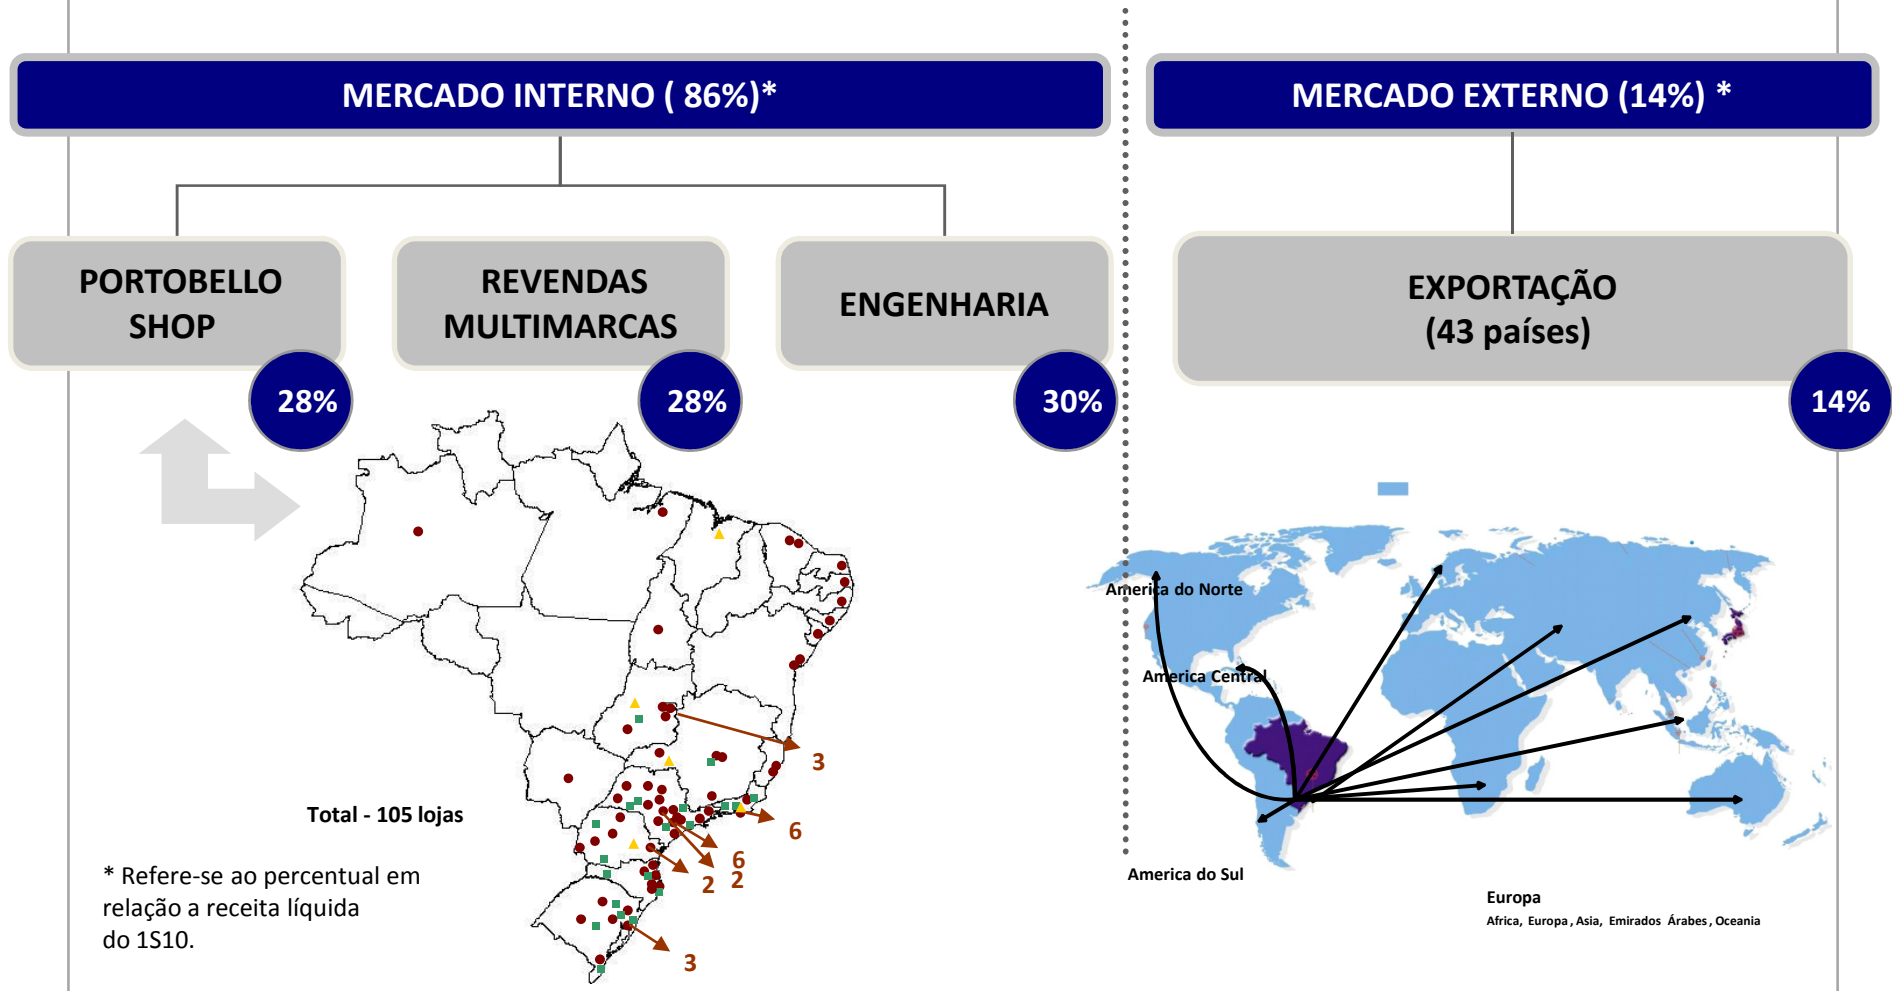 MERCADO INTERNO ( 86%)*
MERCADO EXTERNO (14%) *
PORTOBELLO
SHOP
28%
REVENDAS
MULTIMARCAS
28%
ENGENHARIA
30%
EXPORTAÇÃO
(43 países)
14%
3
6
6
2
2
3
Total - 105 lojas
* Refere-se ao percentual em
relação a receita líquida
do 1S10.
America do Norte
America Central
America do Sul
Europa
Africa, Europa , Asia, Emirados Árabes , Oceania